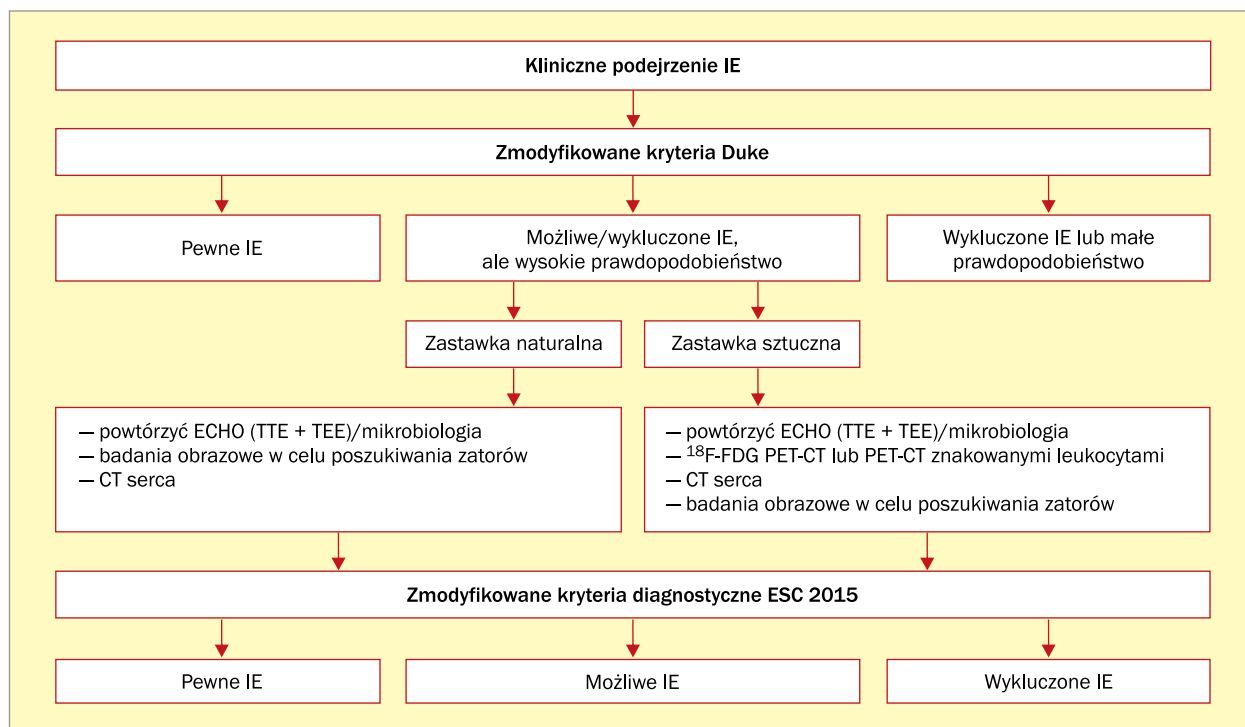 Kliniczne podejrzenie IE
Zmodyfikowane kryteria Duke
Pewne IE
Możliwe/wykluczone IE,
ale wysokie prawdopodobieństwo
Wykluczone IE lub małe
prawdopodobieństwo
Zastawka naturalna
Zastawka sztuczna
— powtórzyć ECHO (TTE + TEE)/mikrobiologia
— badania obrazowe w celu poszukiwania zatorów
— CT serca
— powtórzyć ECHO (TTE + TEE)/mikrobiologia
— ¹⁸F-FDG PET-CT lub PET-CT znakowanymi leukocytami
— CT serca
— badania obrazowe w celu poszukiwania zatorów
Zmodyfikowane kryteria diagnostyczne ESC 2015
Pewne IE
Możliwe IE
Wykluczone IE